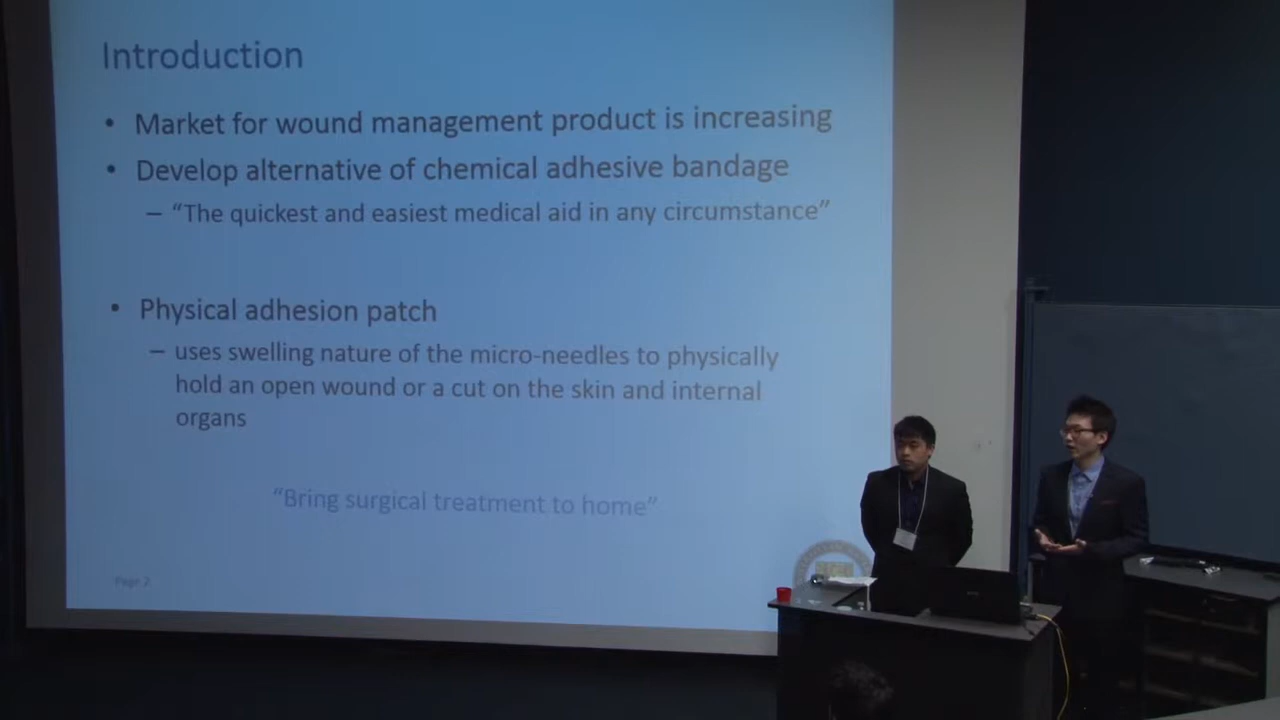 Introduction
• Market for wound management product is increasing
• Develop alternative of chemical adhesive bandage
– “The quickest and easiest medical aid in any circumstance”
• Physical adhesion patch
– uses swelling nature of the micro-needles to physically
hold an open wound or a cut on the skin and internal
organs
“Bring surgical treatment to home”
Page 2